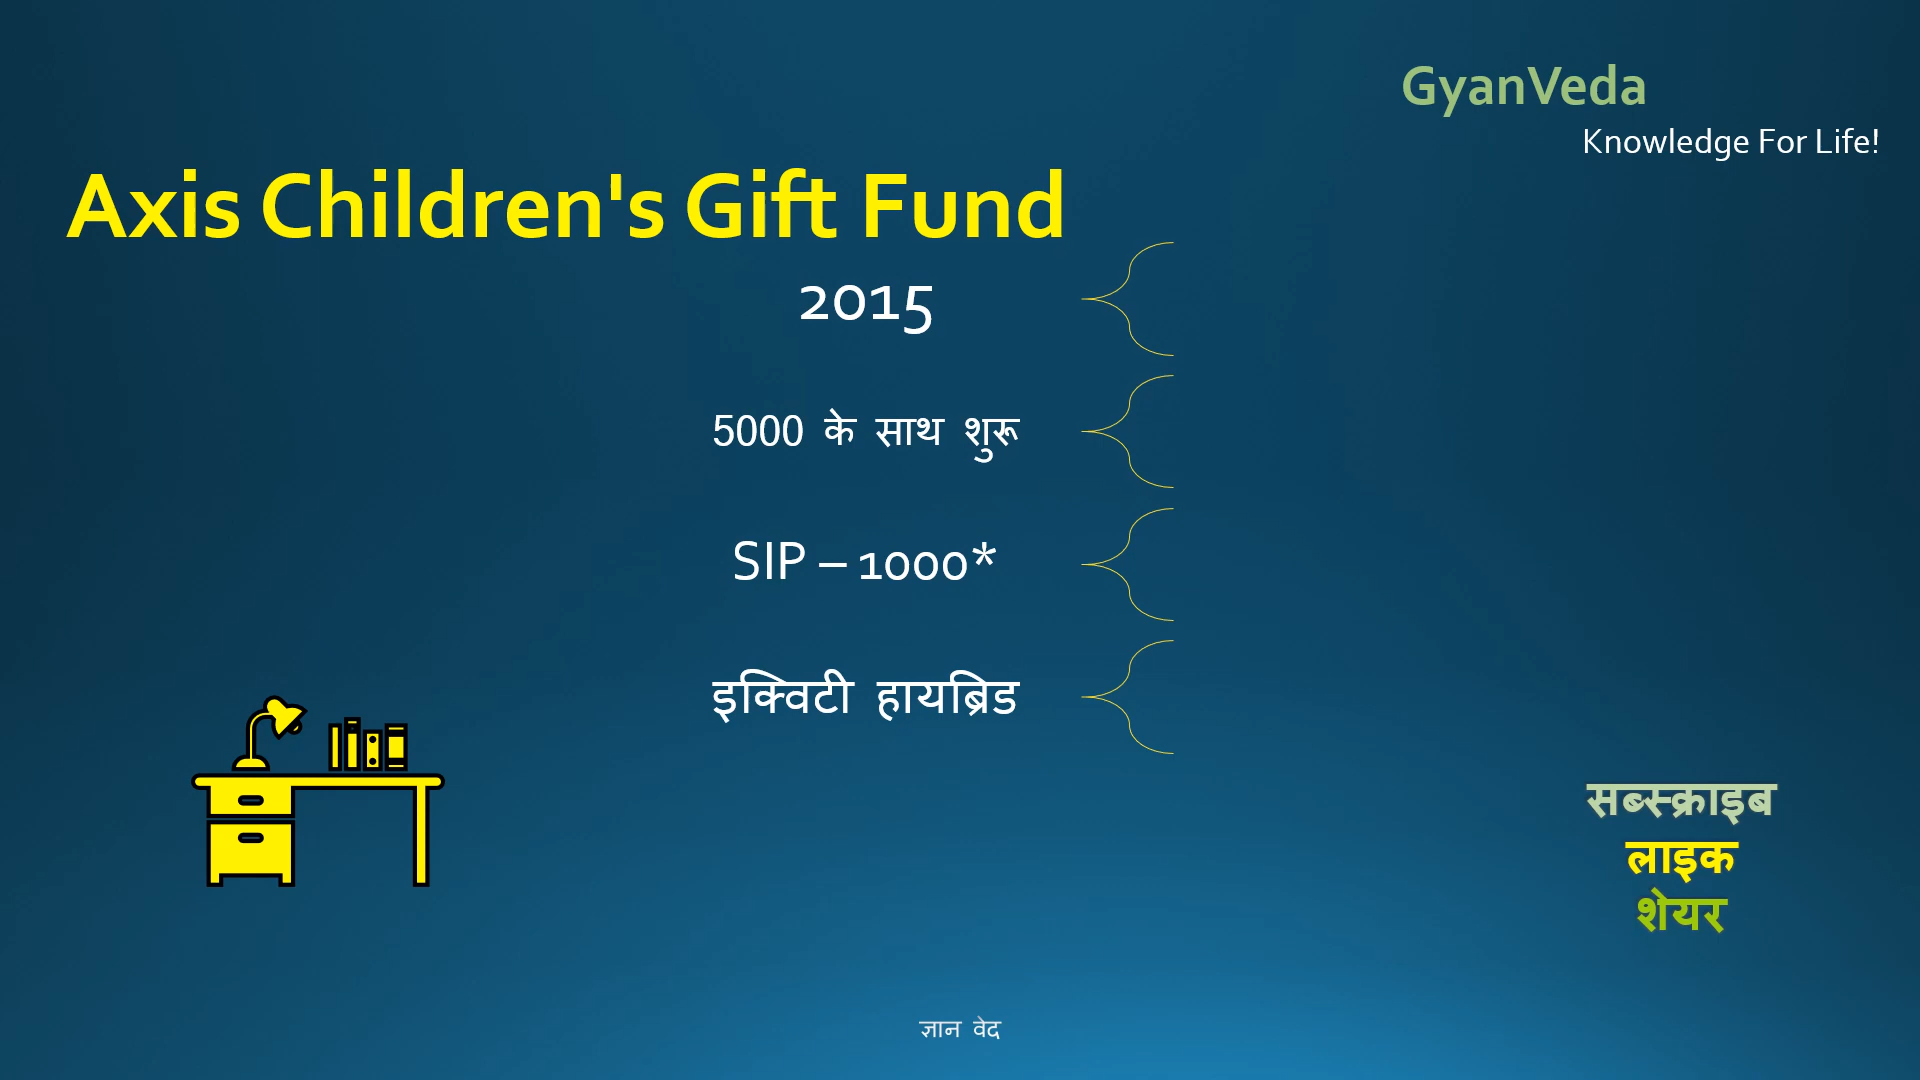 GyanVeda
Knowledge For Life!
Axis Children's Gift Fund
2015
5000 के साथ शुरू
SIP – 1000*
इक्विटी हायब्रिड
सब्स्क्राइब
लाइक
शेयर
ज्ञान वेद